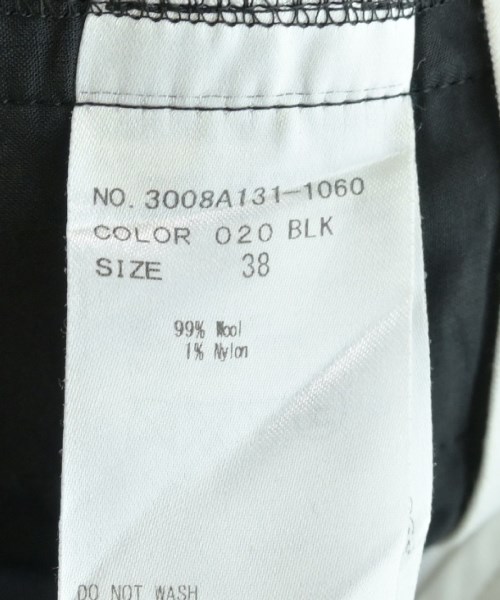 NO. 3008A131-1060
COLOR 020 BLK
SIZE 38
99% Wool
1% Nylon
DO NOT WASH